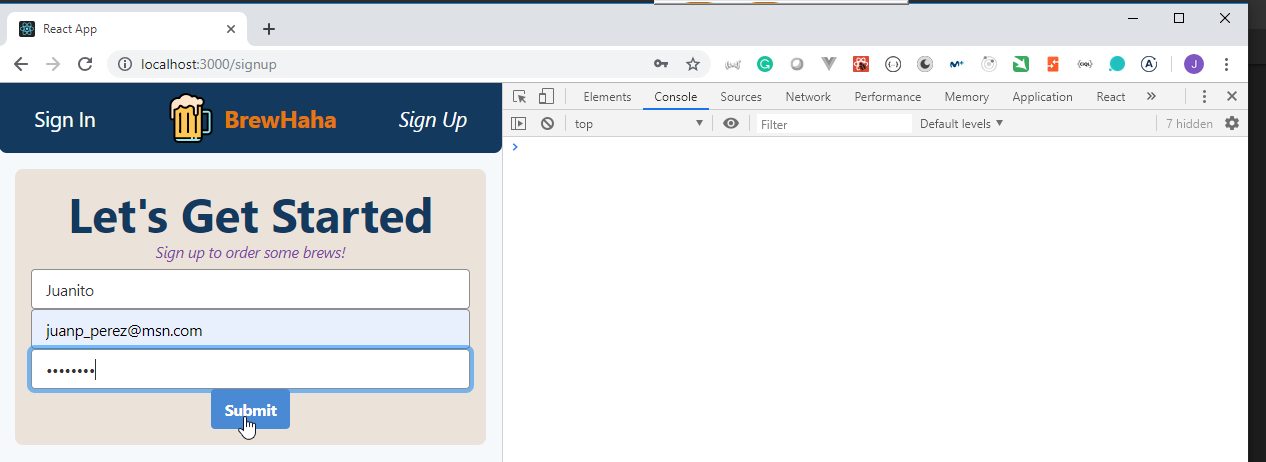 React App
localhost:3000/signup
J
Sign In
BrewHaha
Sign Up
Let's Get Started
Sign up to order some brews!
Juanito
juanp_perez@msn.com
••••••••
Submit
Elements Console Sources Network Performance Memory Application React »
top Filter Default levels 7 hidden